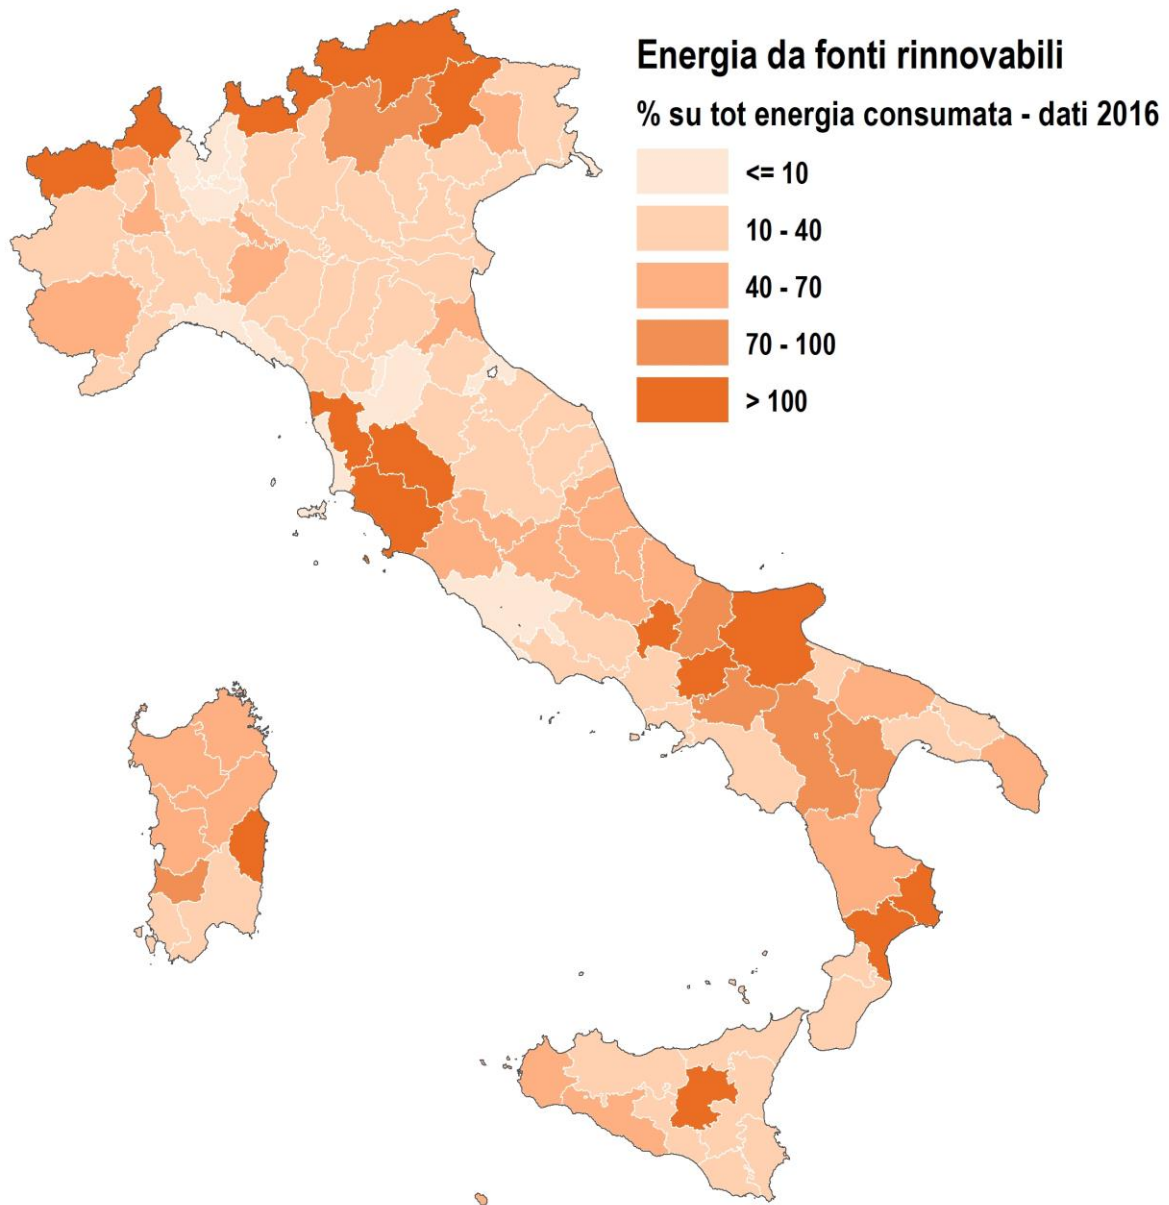 Energia da fonti rinnovabili
% su tot energia consumata - dati 2016
<= 10
10 - 40
40 - 70
70 - 100
> 100